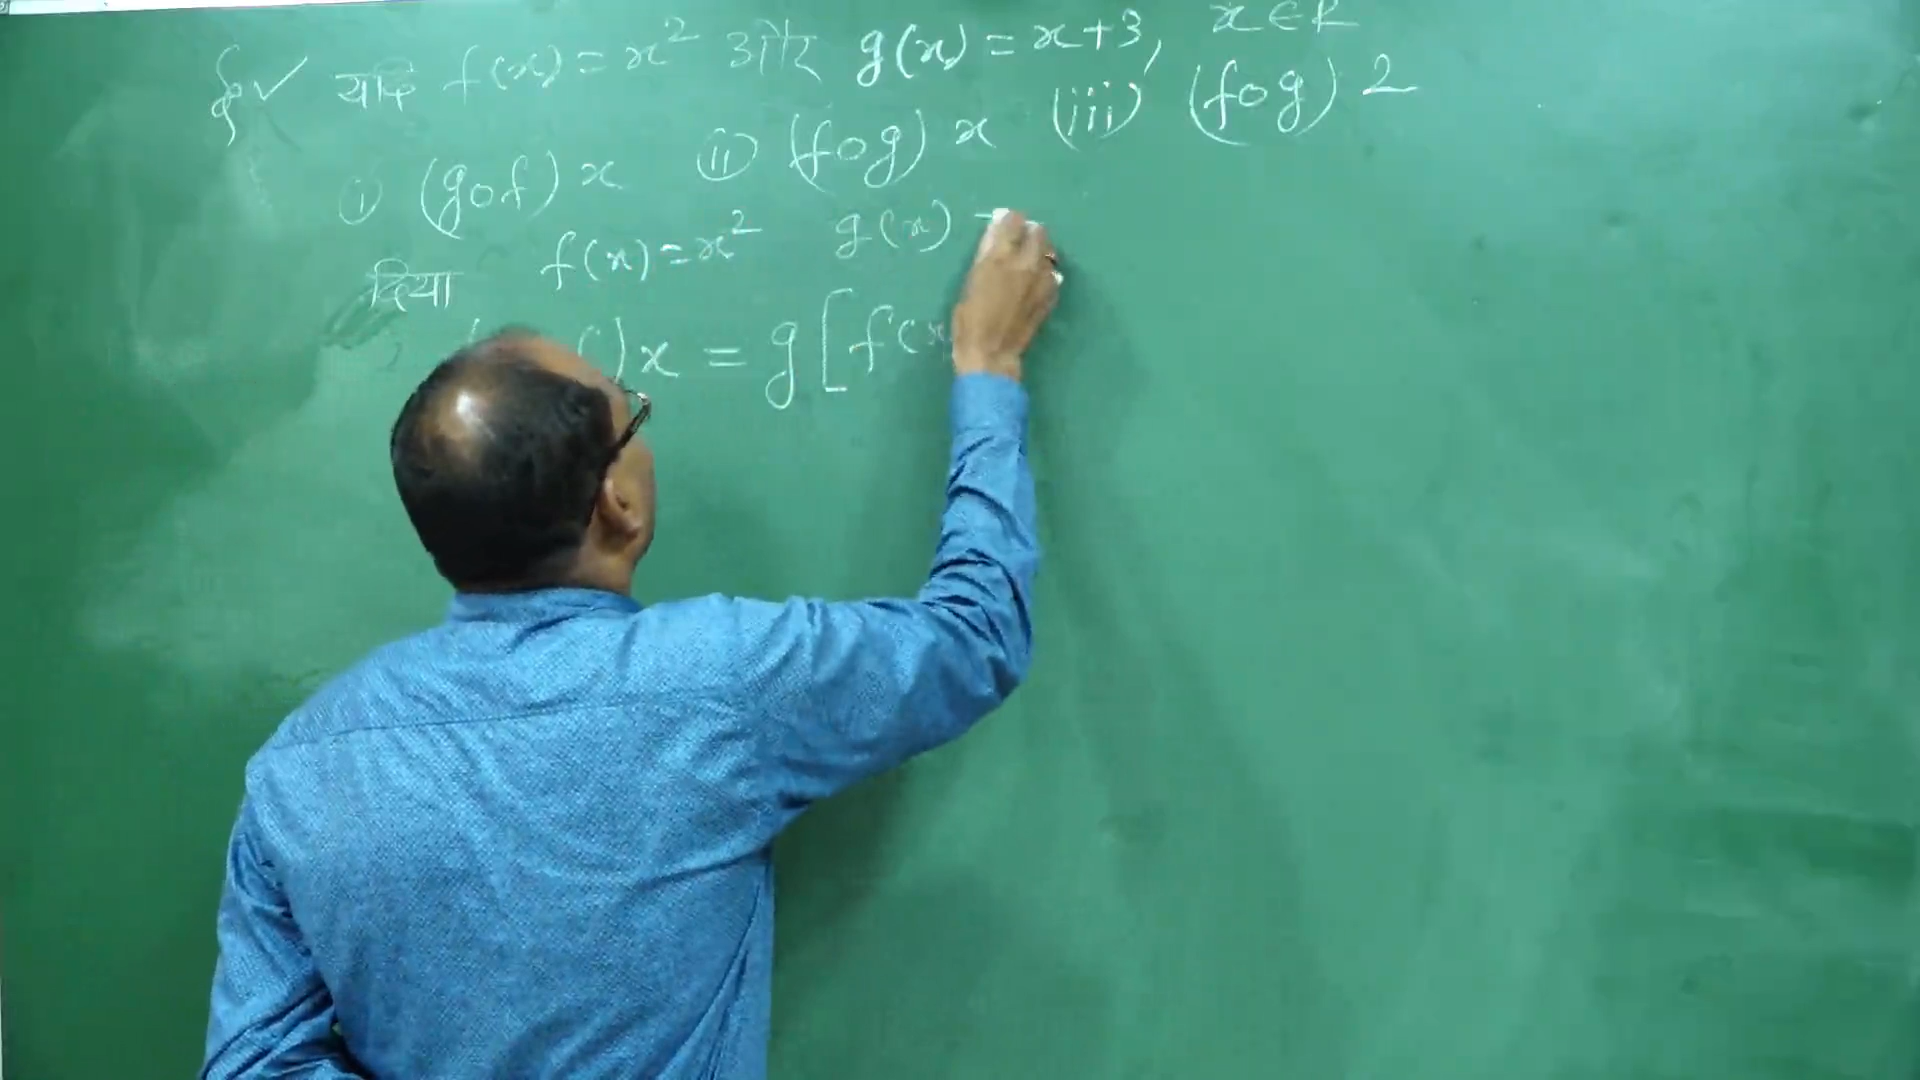 यदि f(x) = x² और g(x) = x+3, x ∈ R
(i) (gof) x (ii) (fog) x (iii) (fog) 2
दिया f(x) = x² g(x) =
)x = g[f(x